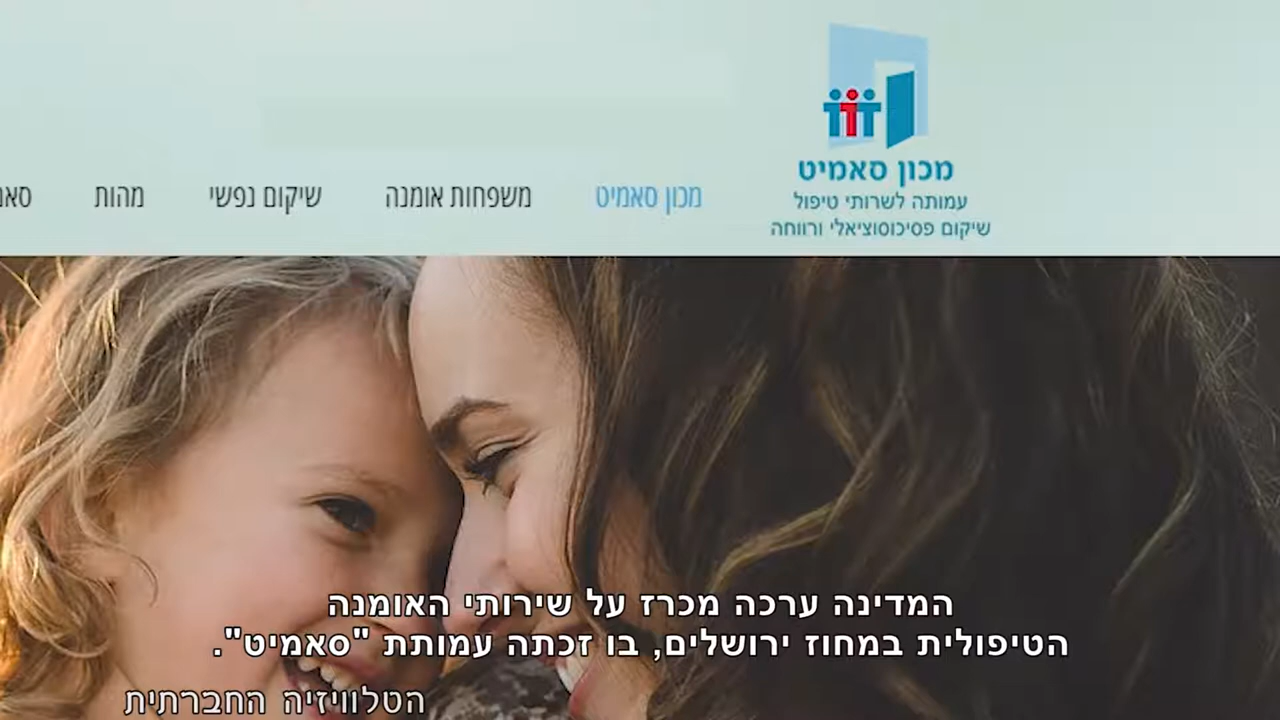 מכון סאמיט
עמותה לשרותי טיפול
שיקום פסיכוסוציאלי ורווחה
מכון סאמיט משפחות אומנה שיקום נפשי מהות
המדינה ערכה מכרז על שירותי האומנה
הטיפולית במחוז ירושלים, בו זכתה עמותת "סאמיט".
הטלוויזיה החברתית